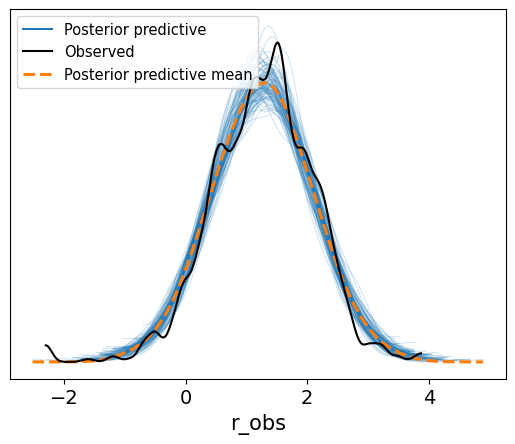 Posterior predictive
Observed
Posterior predictive mean
−2 0 2 4
r_obs